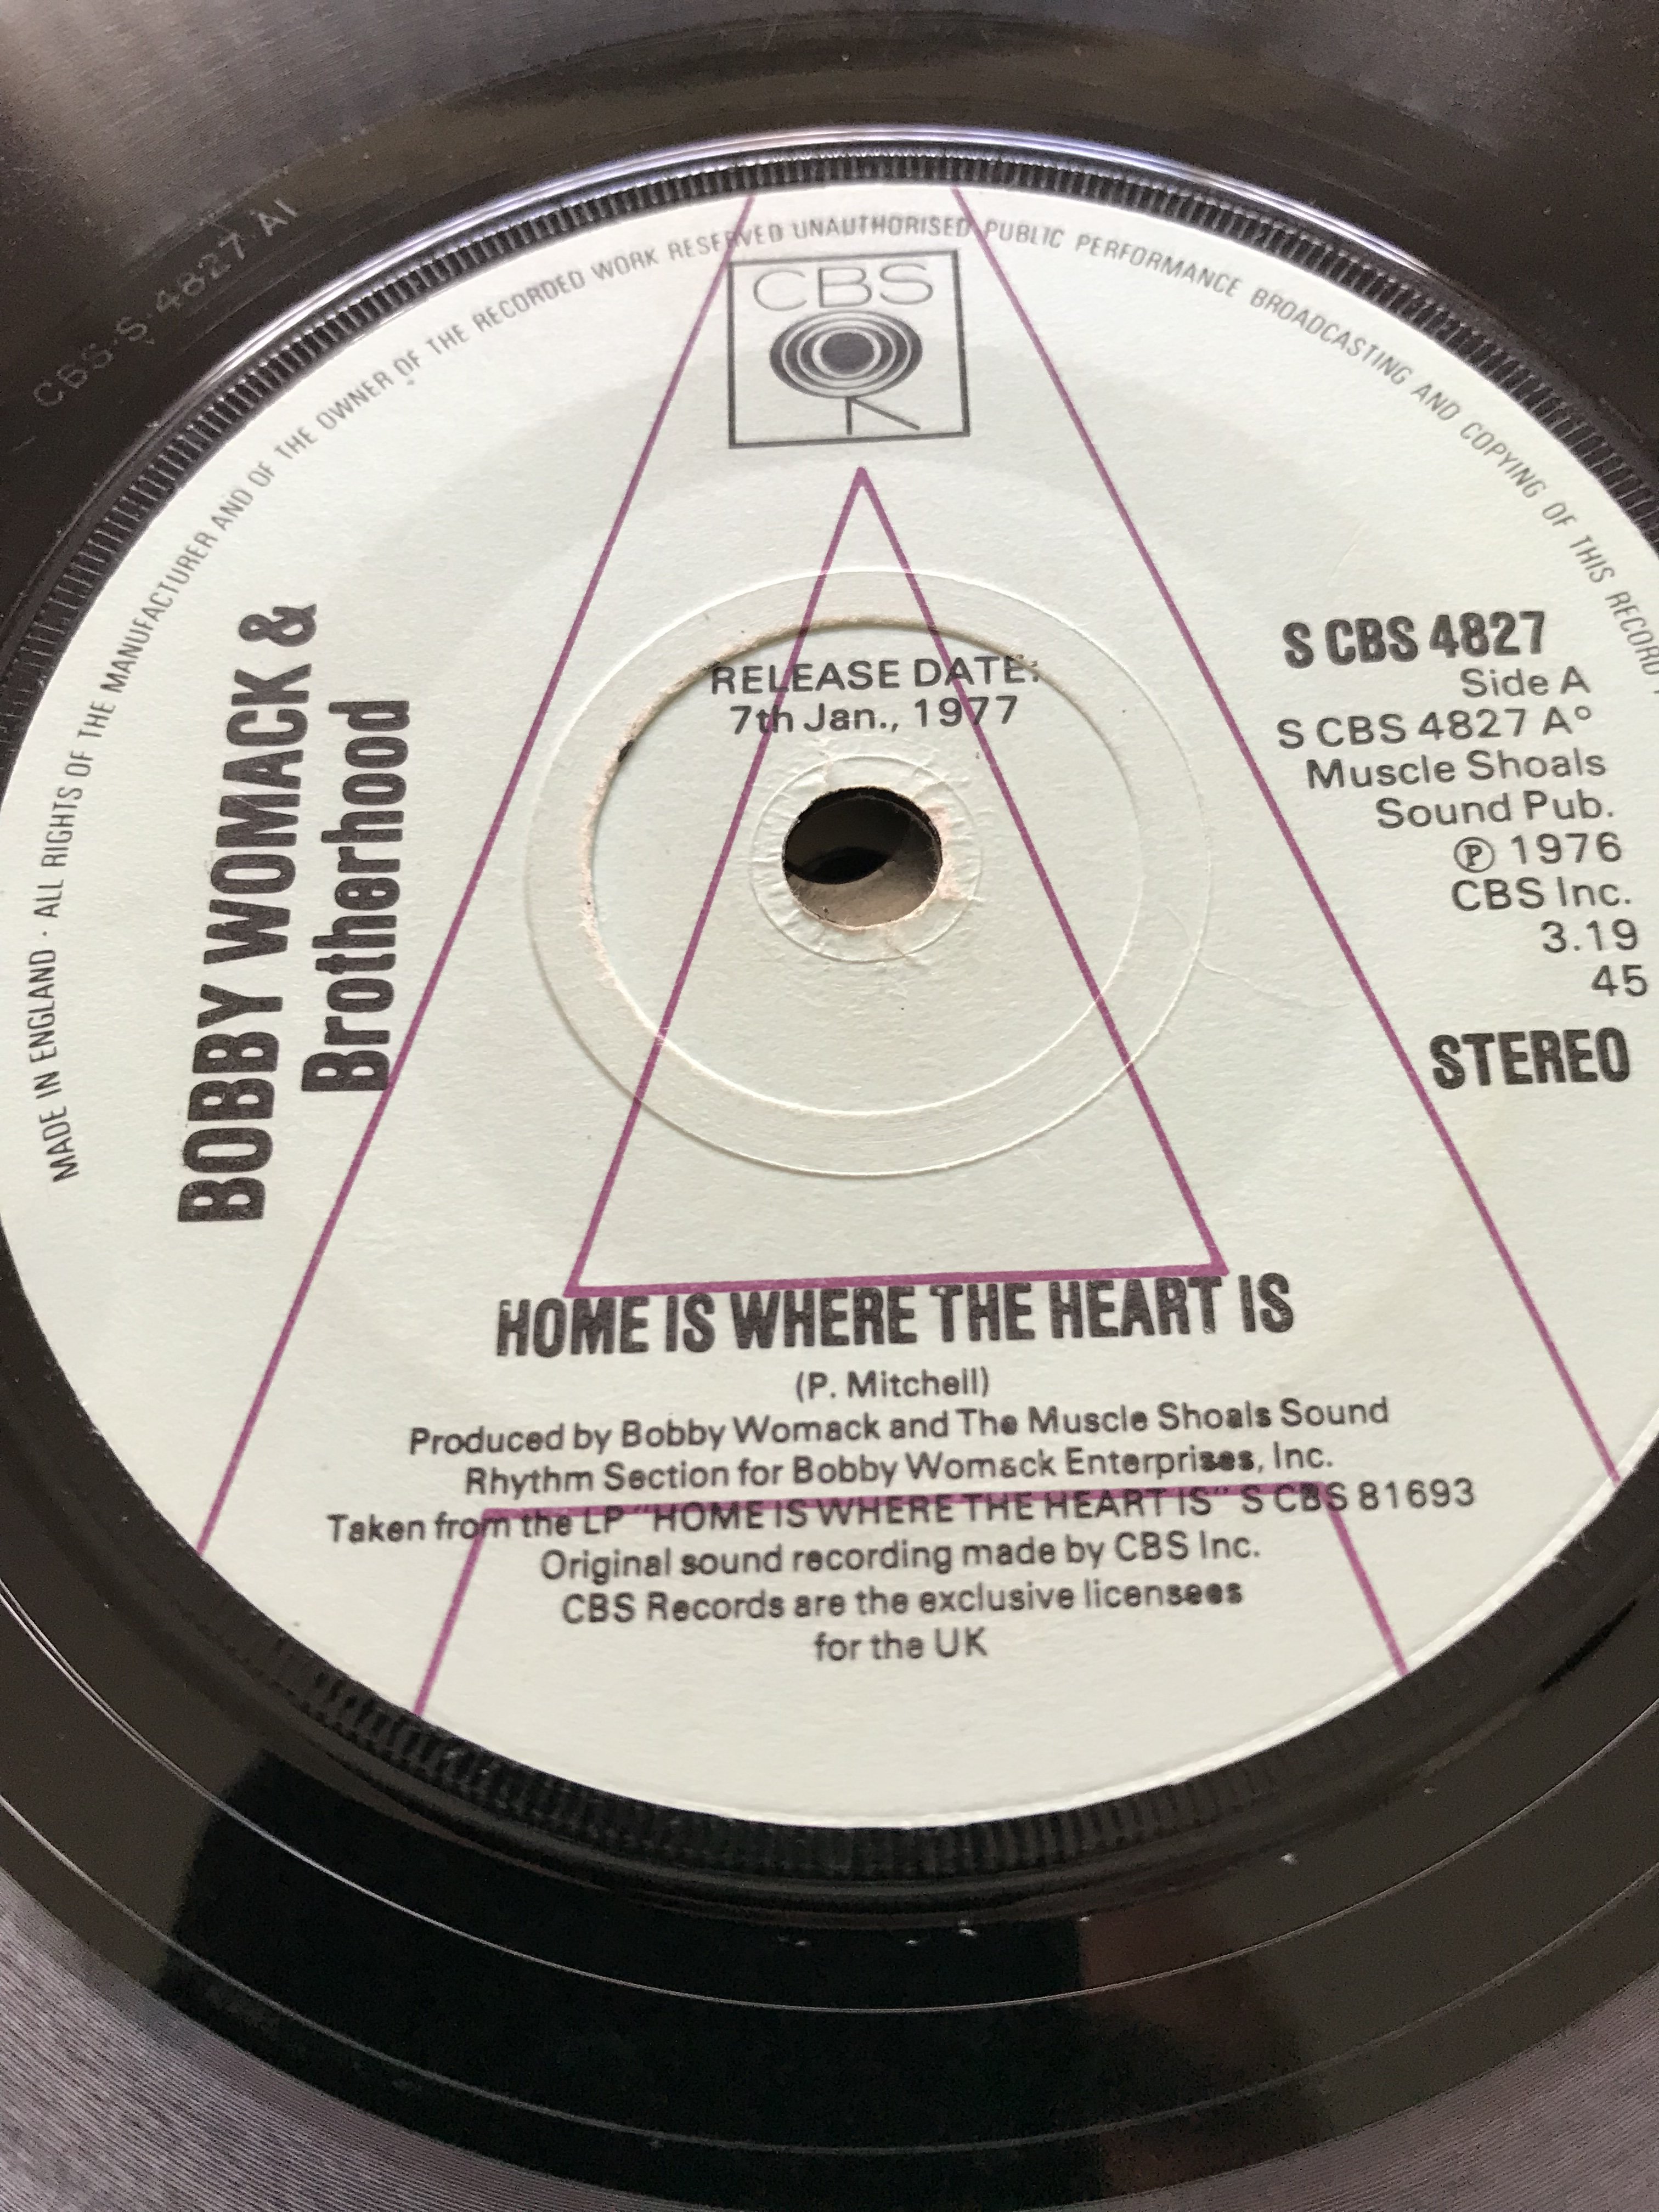 MADE IN ENGLAND · ALL RIGHTS OF THE MANUFACTURER AND OF THE OWNER OF THE RECORDED WORK RESERVED UNAUTHORISED PUBLIC PERFORMANCE BROADCASTING AND COPYING OF THIS RECORD
CBS S 4827 A1
CBS
RELEASE DATE:
7th Jan., 1977
BOBBY WOMACK &
Brotherhood
S CBS 4827
Side A
S CBS 4827 A°
Muscle Shoals
Sound Pub.
℗ 1976
CBS Inc.
3.19
45
STEREO
HOME IS WHERE THE HEART IS
(P. Mitchell)
Produced by Bobby Womack and The Muscle Shoals Sound
Rhythm Section for Bobby Womack Enterprises, Inc.
Taken from the LP "HOME IS WHERE THE HEART IS" S CBS 81693
Original sound recording made by CBS Inc.
CBS Records are the exclusive licensees
for the UK